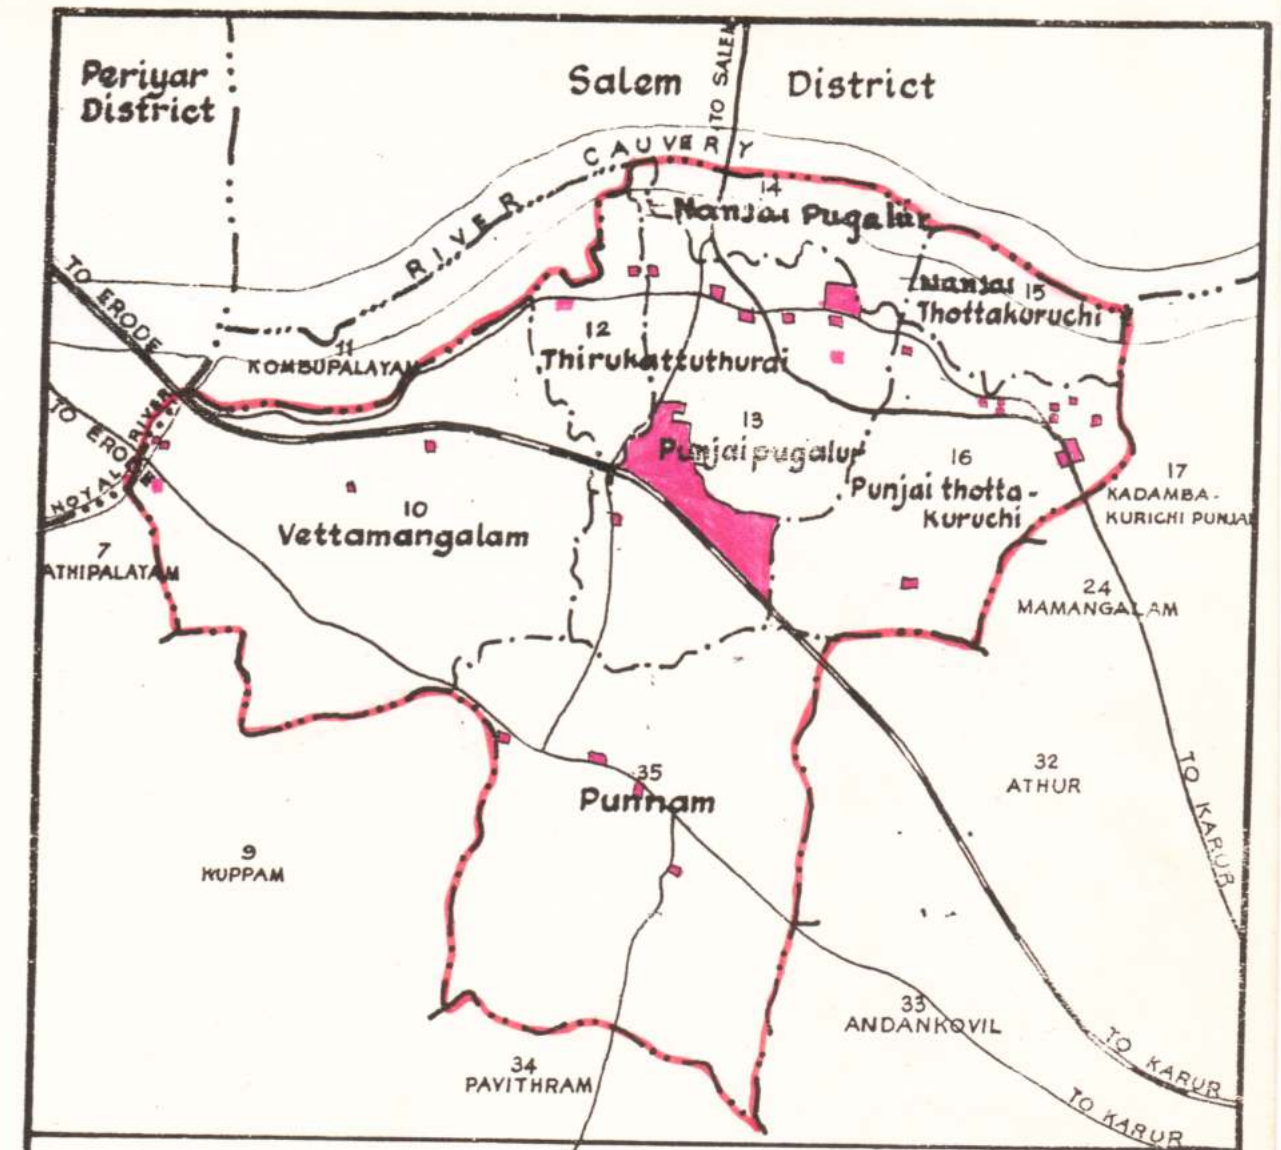 Periyar
District
Salem District
TO SALEM
RIVER CAUVERY
14
Nanjai Pugalur
Nanjai 15
Thottakuruchi
TO ERODE
11
KOMBUPALAYAM
12
Thirukattuthurai
TO ERODE
NOYAL RIVER
13
Punjaipugalur
16
Punjai thotta-
Kuruchi
17
KADAMBA-
KURICHI PUNJAI
10
Vettamangalam
7
ATHIPALAYAM
24
MAMANGALAM
35
Punnam
32
ATHUR
TO KARUR
9
KUPPAM
33
ANDANKOVIL
34
PAVITHRAM
TO KARUR
TO KARUR